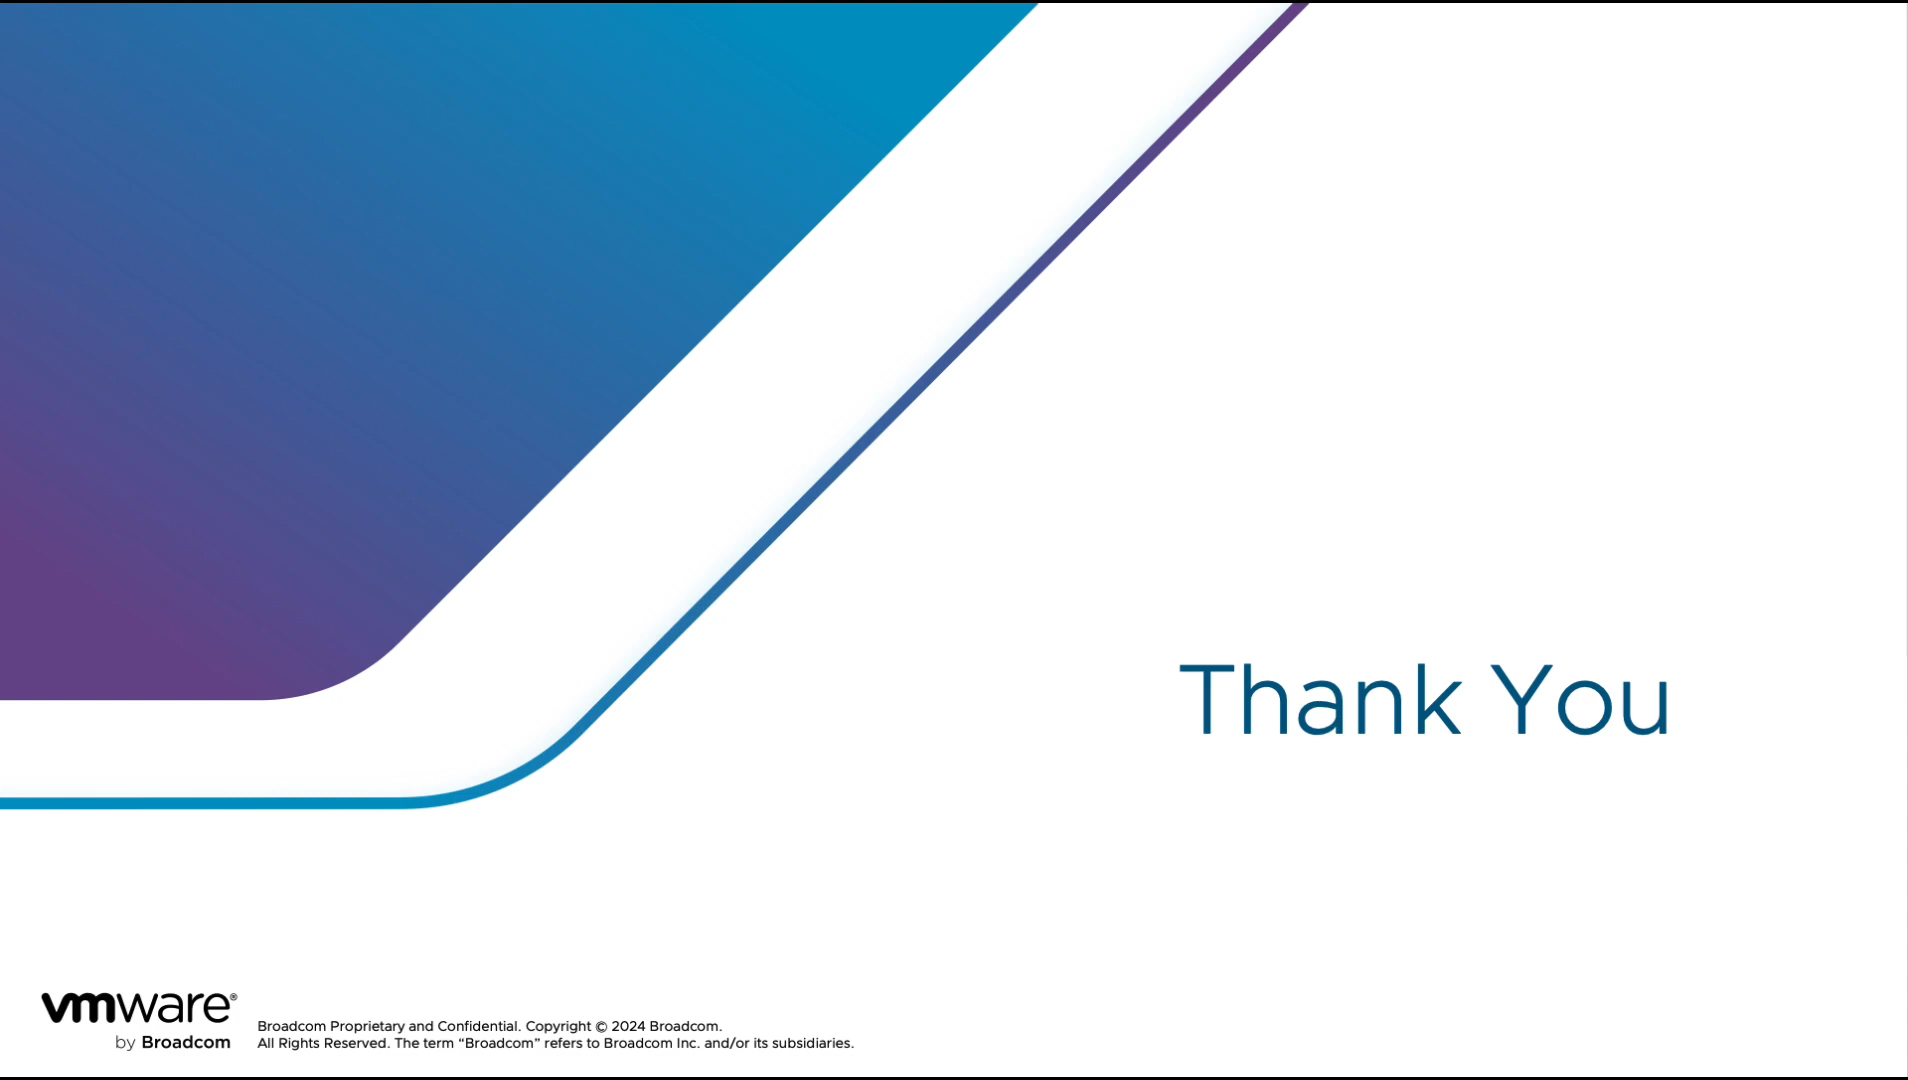 Thank You
vmware®
by Broadcom
Broadcom Proprietary and Confidential. Copyright © 2024 Broadcom.
All Rights Reserved. The term “Broadcom” refers to Broadcom Inc. and/or its subsidiaries.